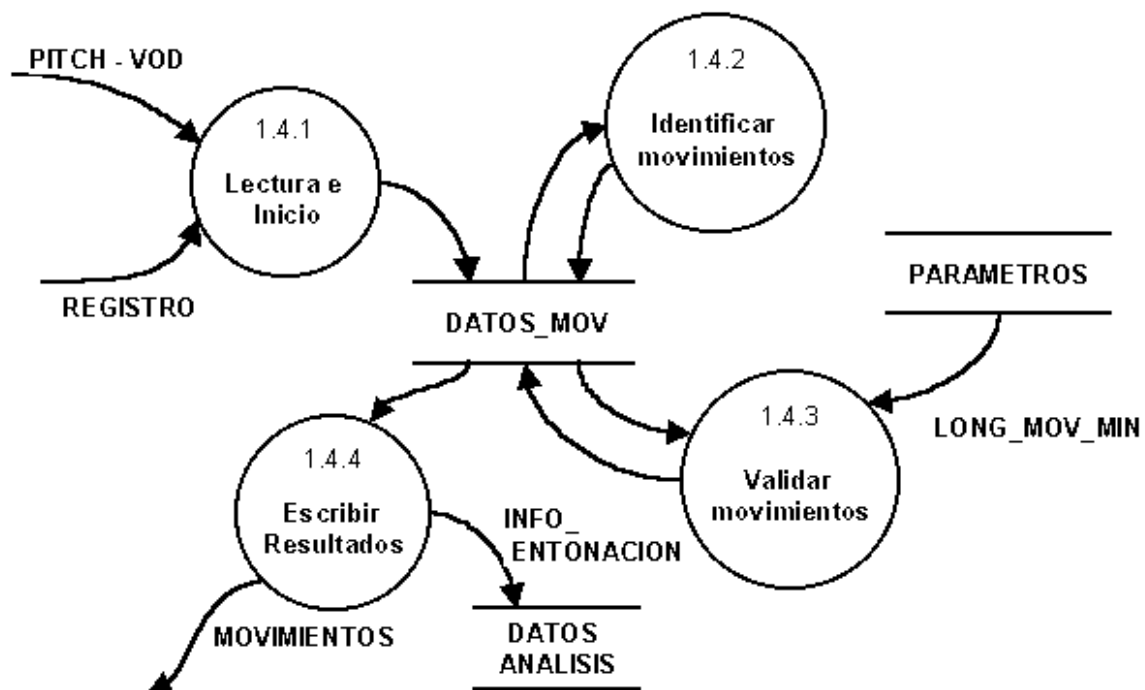 PITCH - VOD
1.4.1
Lectura e
Inicio
REGISTRO
1.4.2
Identificar
movimientos
DATOS_MOV
PARAMETROS
LONG_MOV_MIN
1.4.3
Validar
movimientos
1.4.4
Escribir
Resultados
INFO_
ENTONACION
MOVIMIENTOS
DATOS
ANALISIS